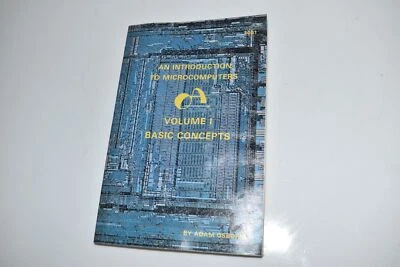 AN INTRODUCTION
TO MICROCOMPUTERS
VOLUME I
BASIC CONCEPTS
BY ADAM